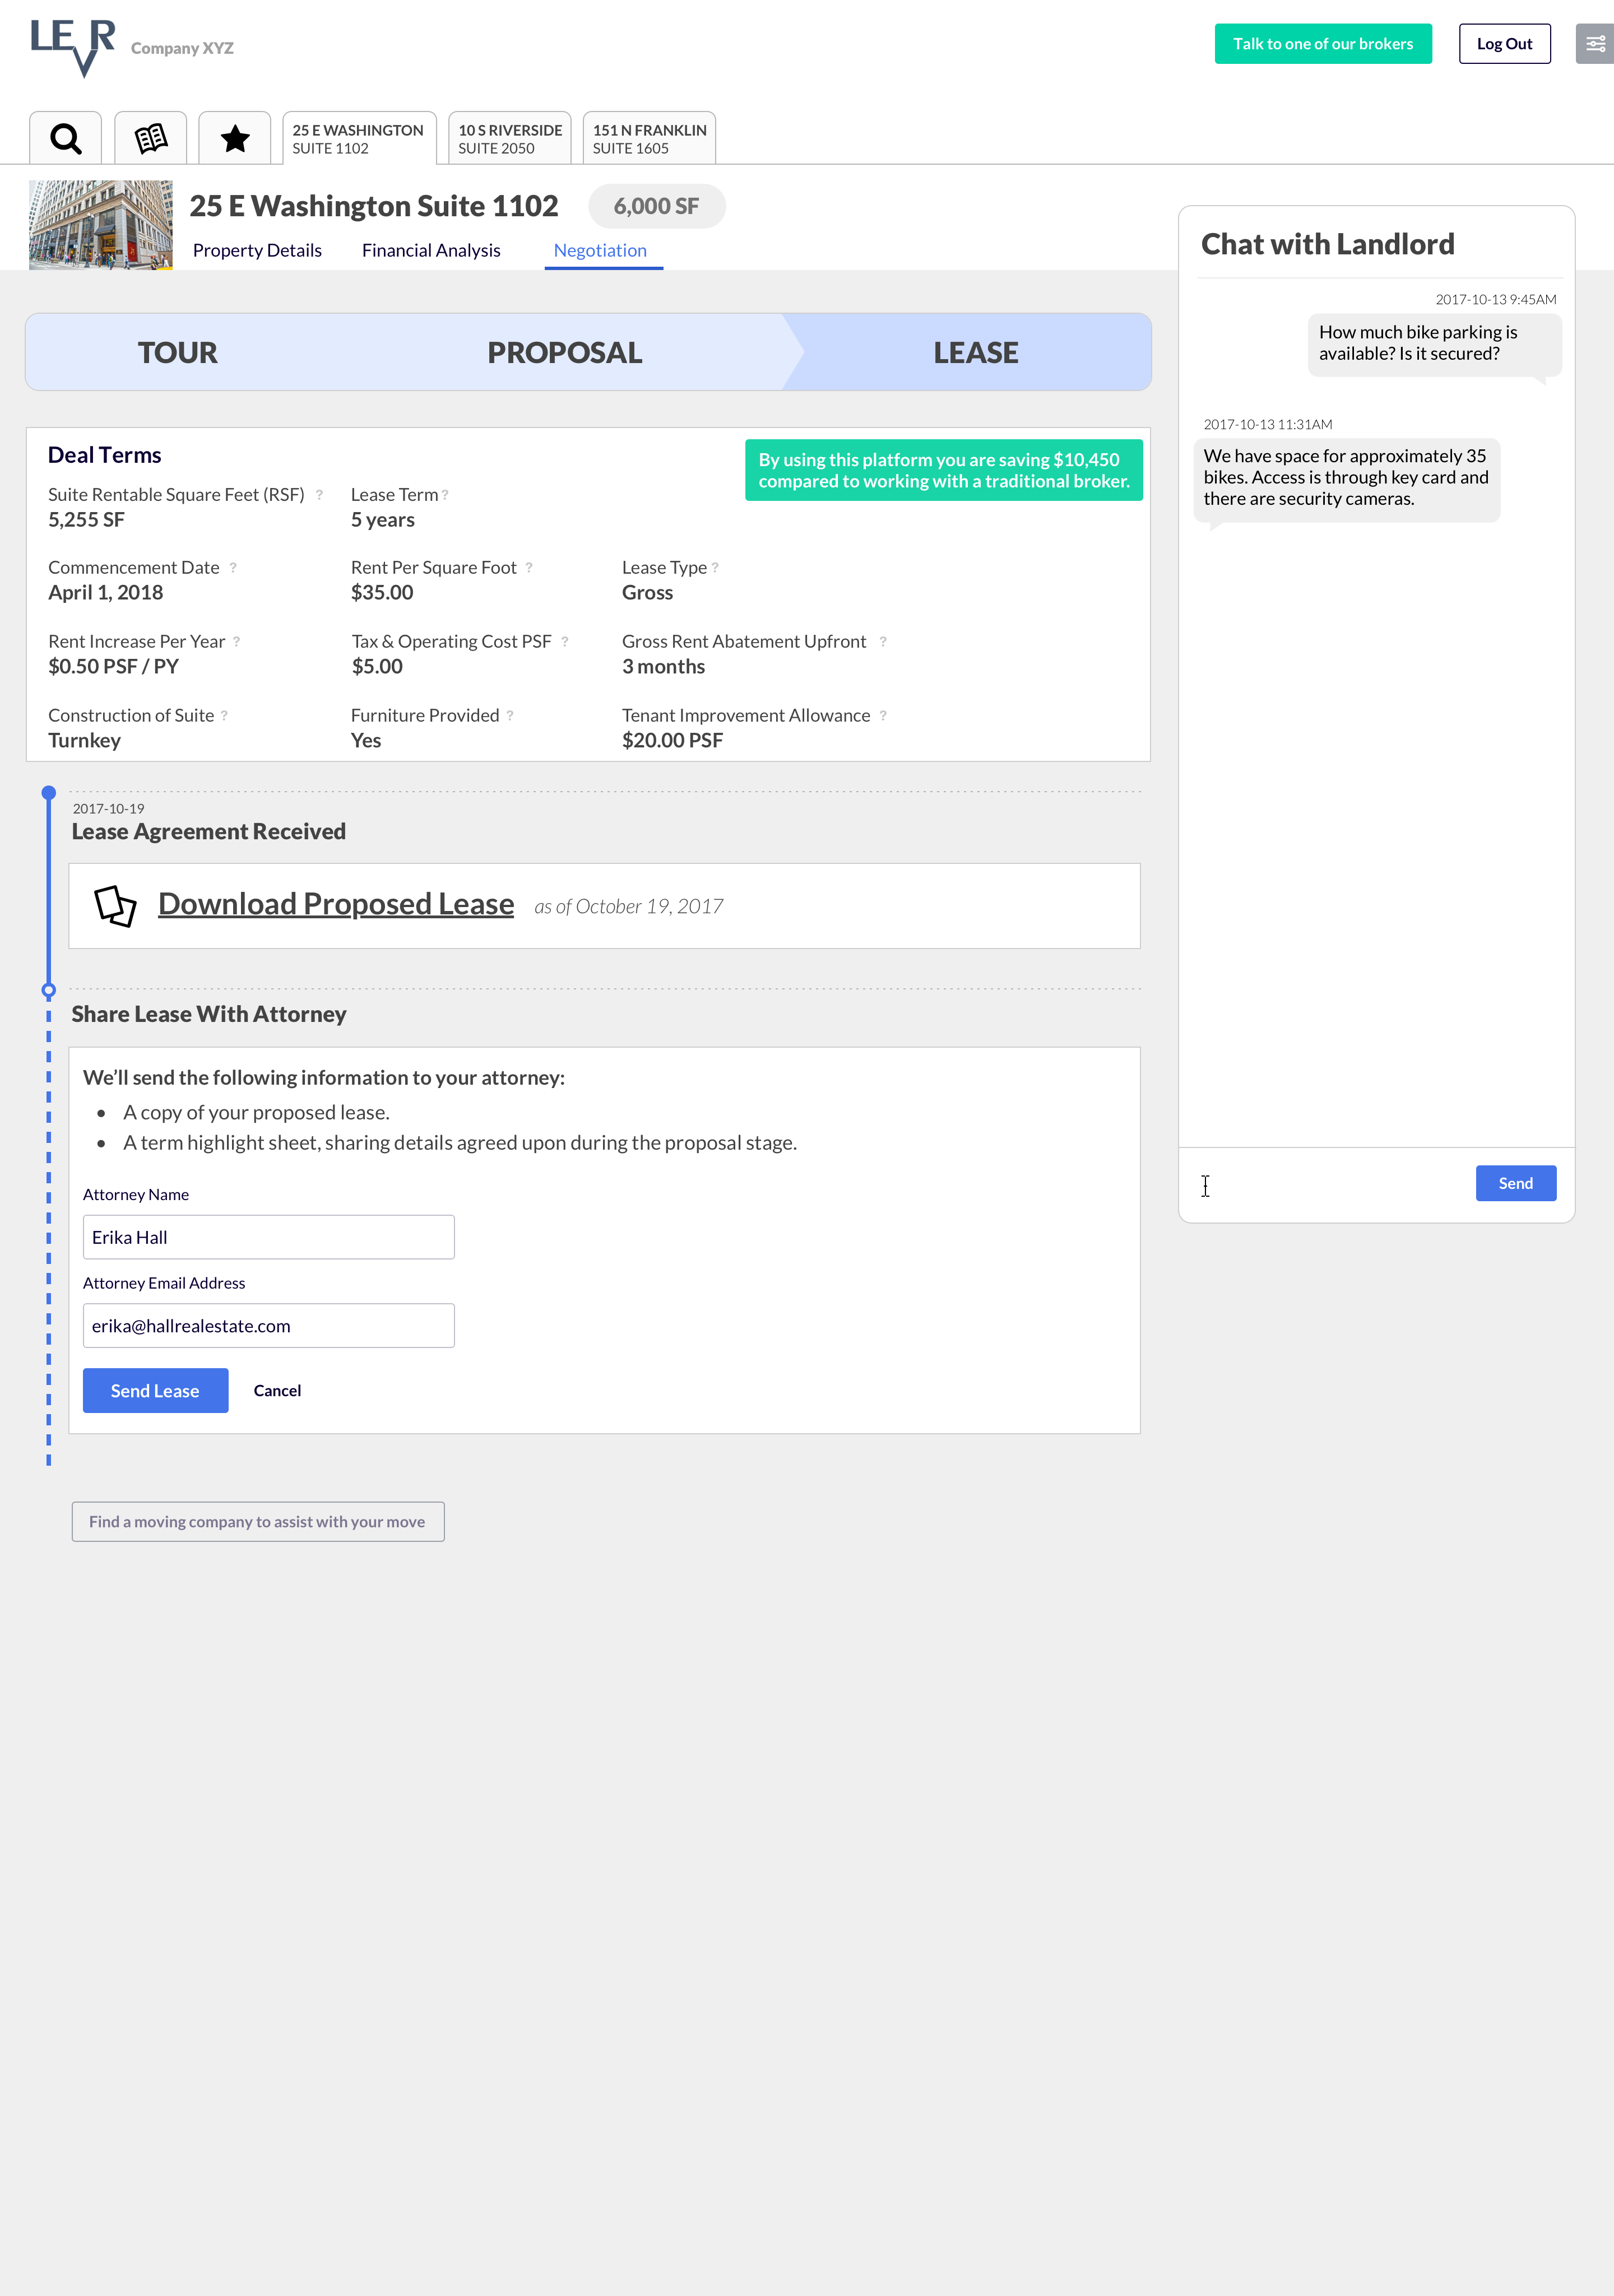 LEVR
Company XYZ
Talk to one of our brokers
Log Out
25 E WASHINGTON
SUITE 1102
10 S RIVERSIDE
SUITE 2050
151 N FRANKLIN
SUITE 1605
25 E Washington Suite 1102
6,000 SF
Property Details
Financial Analysis
Negotiation
TOUR
PROPOSAL
LEASE
Deal Terms
By using this platform you are saving $10,450
compared to working with a traditional broker.
Suite Rentable Square Feet (RSF) ?
5,255 SF
Lease Term ?
5 years
Commencement Date ?
April 1, 2018
Rent Per Square Foot ?
$35.00
Lease Type ?
Gross
Rent Increase Per Year ?
$0.50 PSF / PY
Tax & Operating Cost PSF ?
$5.00
Gross Rent Abatement Upfront ?
3 months
Construction of Suite ?
Turnkey
Furniture Provided ?
Yes
Tenant Improvement Allowance ?
$20.00 PSF
2017-10-19
Lease Agreement Received
Download Proposed Lease as of October 19, 2017
Share Lease With Attorney
We’ll send the following information to your attorney:
• A copy of your proposed lease.
• A term highlight sheet, sharing details agreed upon during the proposal stage.
Attorney Name
Erika Hall
Attorney Email Address
erika@hallrealestate.com
Send Lease
Cancel
Find a moving company to assist with your move
Chat with Landlord
2017-10-13 9:45AM
How much bike parking is
available? Is it secured?
2017-10-13 11:31AM
We have space for approximately 35
bikes. Access is through key card and
there are security cameras.
Send